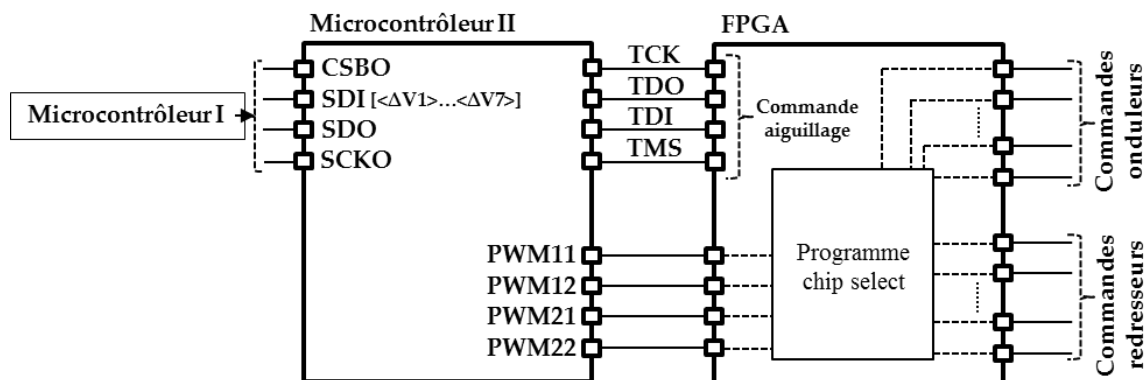 Microcontrôleur II
FPGA
CSBO
SDI [<ΔV1>...<ΔV7>]
SDO
SCKO
Microcontrôleur I
TCK
TDO
TDI
TMS
Commande
aiguillage
Commandes
onduleurs
PWM11
PWM12
PWM21
PWM22
Programme
chip select
Commandes
redresseurs